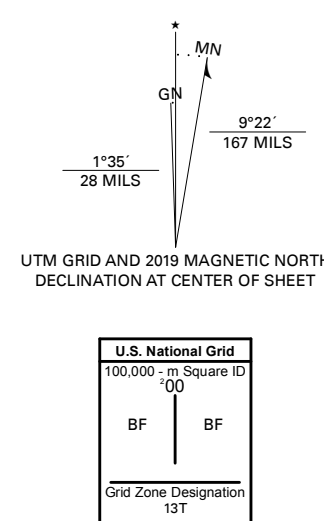 ★
MN
GN
9°22´
167 MILS
1°35´
28 MILS
UTM GRID AND 2019 MAGNETIC NORTH
DECLINATION AT CENTER OF SHEET
U.S. National Grid
100,000 - m Square ID
²00
BF BF
Grid Zone Designation
13T